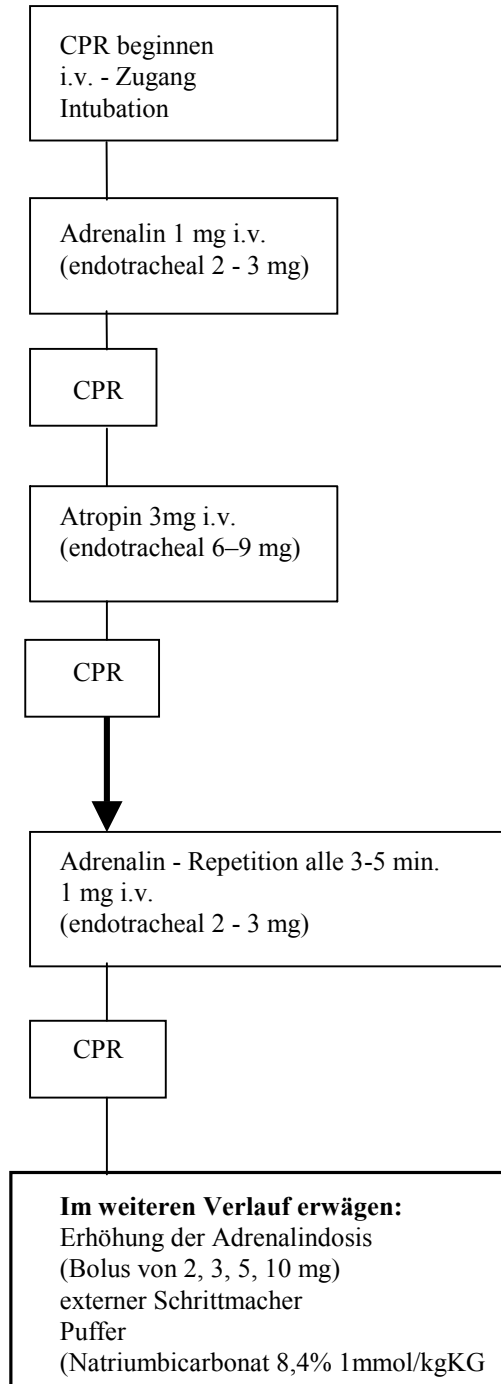 CPR beginnen
i.v. - Zugang
Intubation
Adrenalin 1 mg i.v.
(endotracheal 2 - 3 mg)
CPR
Atropin 3mg i.v.
(endotracheal 6–9 mg)
CPR
Adrenalin - Repetition alle 3-5 min.
1 mg i.v.
(endotracheal 2 - 3 mg)
CPR
Im weiteren Verlauf erwägen:
Erhöhung der Adrenalindosis
(Bolus von 2, 3, 5, 10 mg)
externer Schrittmacher
Puffer
(Natriumbicarbonat 8,4% 1mmol/kgKG